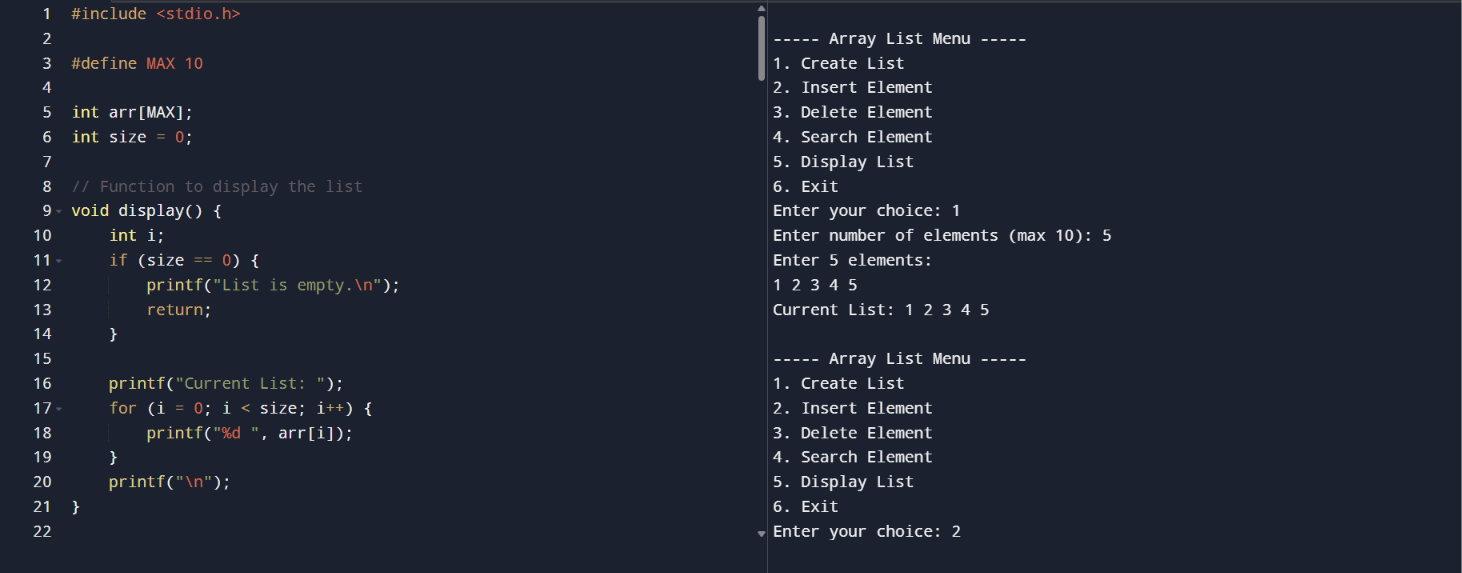 1 #include <stdio.h>
2
3 #define MAX 10
4
5 int arr[MAX];
6 int size = 0;
7
8 // Function to display the list
9 void display() {
10     int i;
11     if (size == 0) {
12         printf("List is empty.\n");
13         return;
14     }
15
16     printf("Current List: ");
17     for (i = 0; i < size; i++) {
18         printf("%d ", arr[i]);
19     }
20     printf("\n");
21 }
22
----- Array List Menu -----
1. Create List
2. Insert Element
3. Delete Element
4. Search Element
5. Display List
6. Exit
Enter your choice: 1
Enter number of elements (max 10): 5
Enter 5 elements:
1 2 3 4 5
Current List: 1 2 3 4 5

----- Array List Menu -----
1. Create List
2. Insert Element
3. Delete Element
4. Search Element
5. Display List
6. Exit
Enter your choice: 2